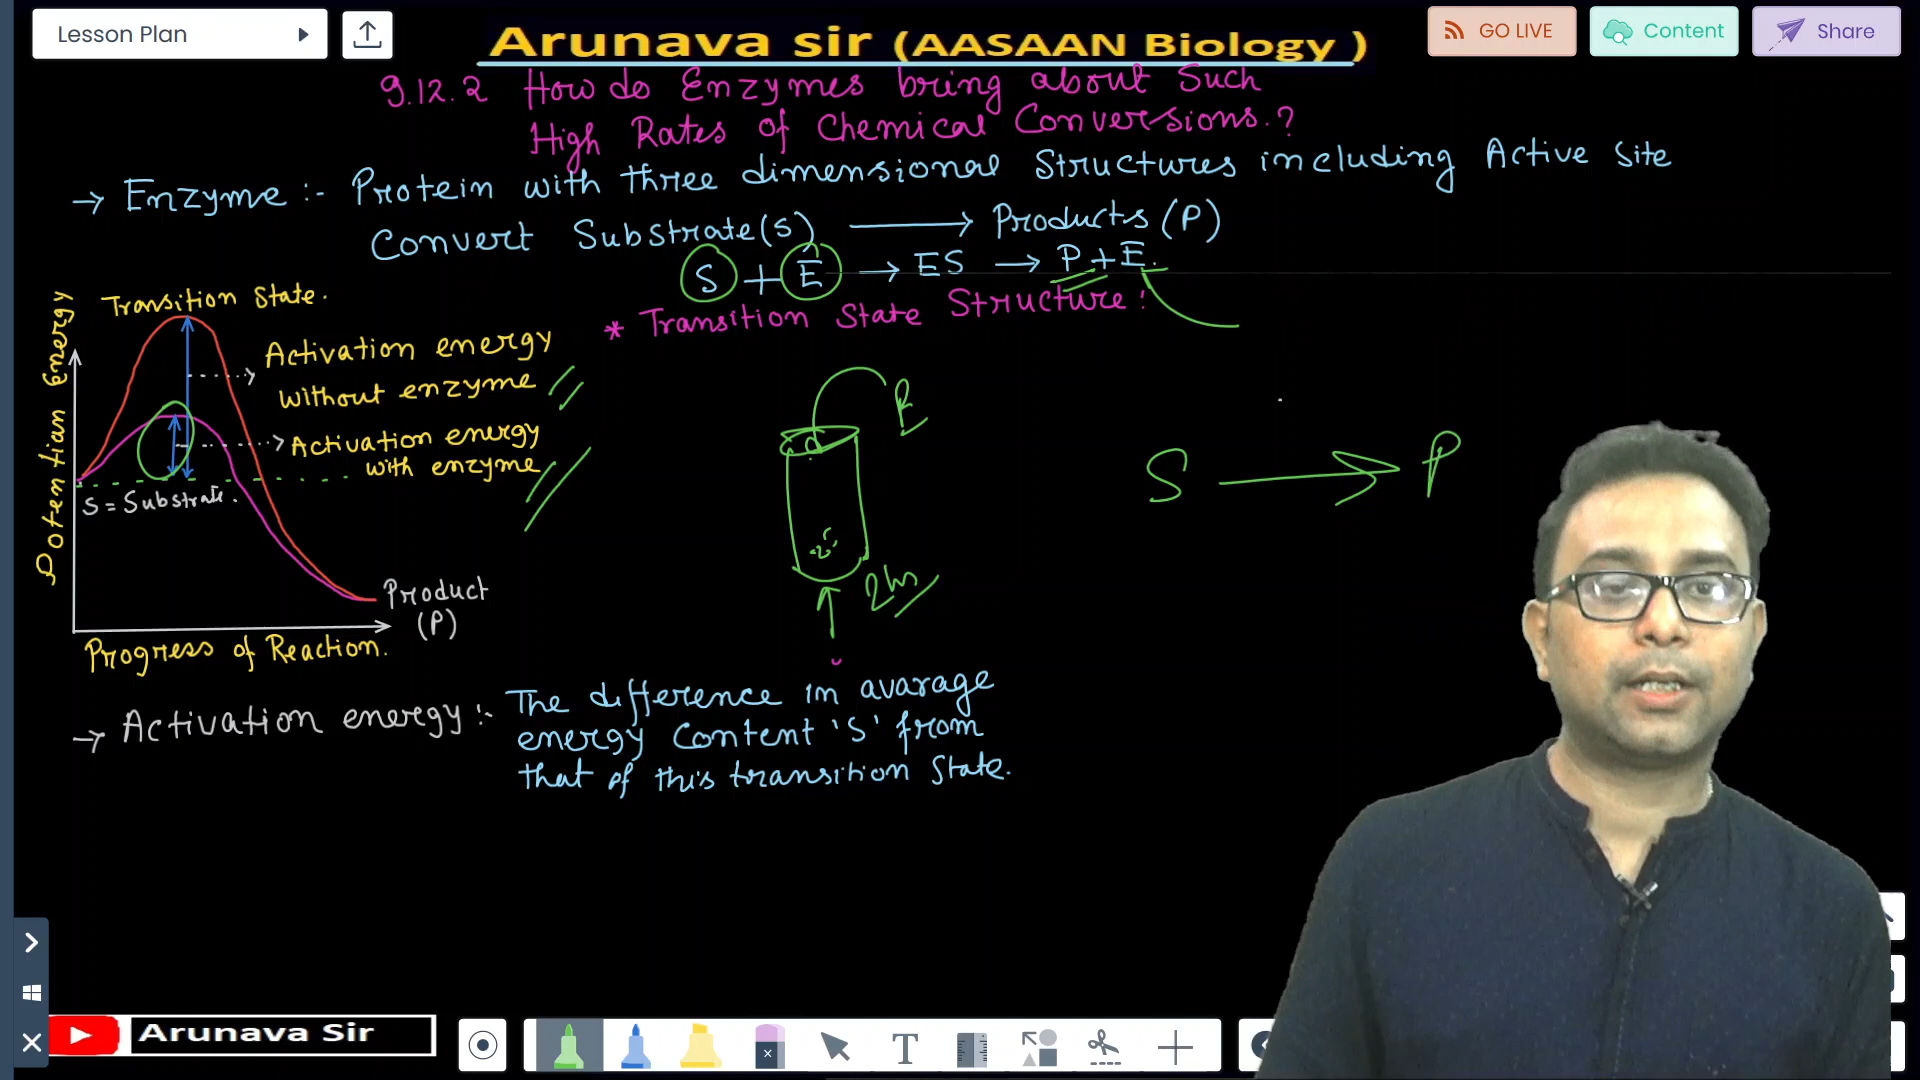 Lesson Plan
Arunava sir (AASAAN Biology )
GO LIVE
Content
Share
9.12.2 How do Enzymes bring about Such
High Rates of Chemical Conversions.?
→ Enzyme :- Protein with three dimensional Structures including Active Site
Convert Substrate(s) → Products (P)
S + E → ES → P + E.
* Transition State Structure :
Transition State.
Activation energy
without enzyme
Activation energy
with enzyme
S = Substrate.
Potential energy
Product
(P)
Progress of Reaction.
2hr
S → P
→ Activation energy :- The difference in avarage
energy Content 'S' from
that of this transition State.
Arunava Sir